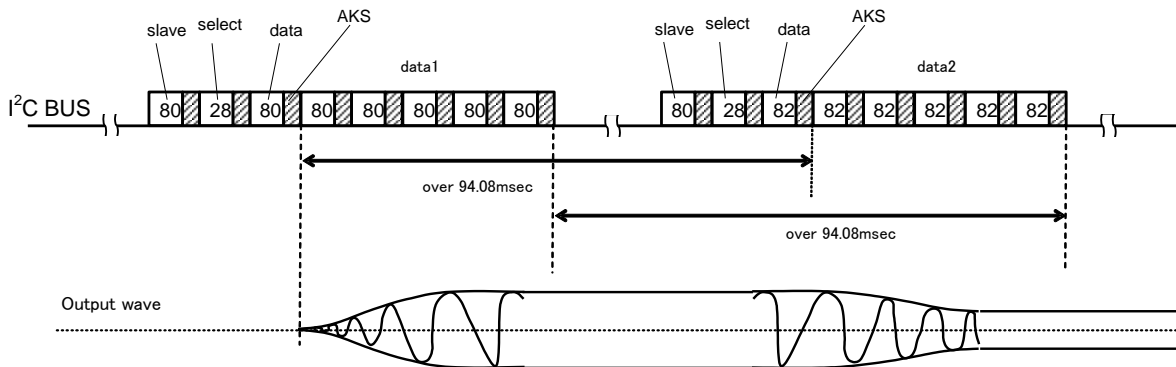 slave select data AKS
data1
slave select data AKS
data2
I²C BUS
80 28 80 80 80 80 80 80
80 28 82 82 82 82 82 82
over 94.08msec
over 94.08msec
Output wave